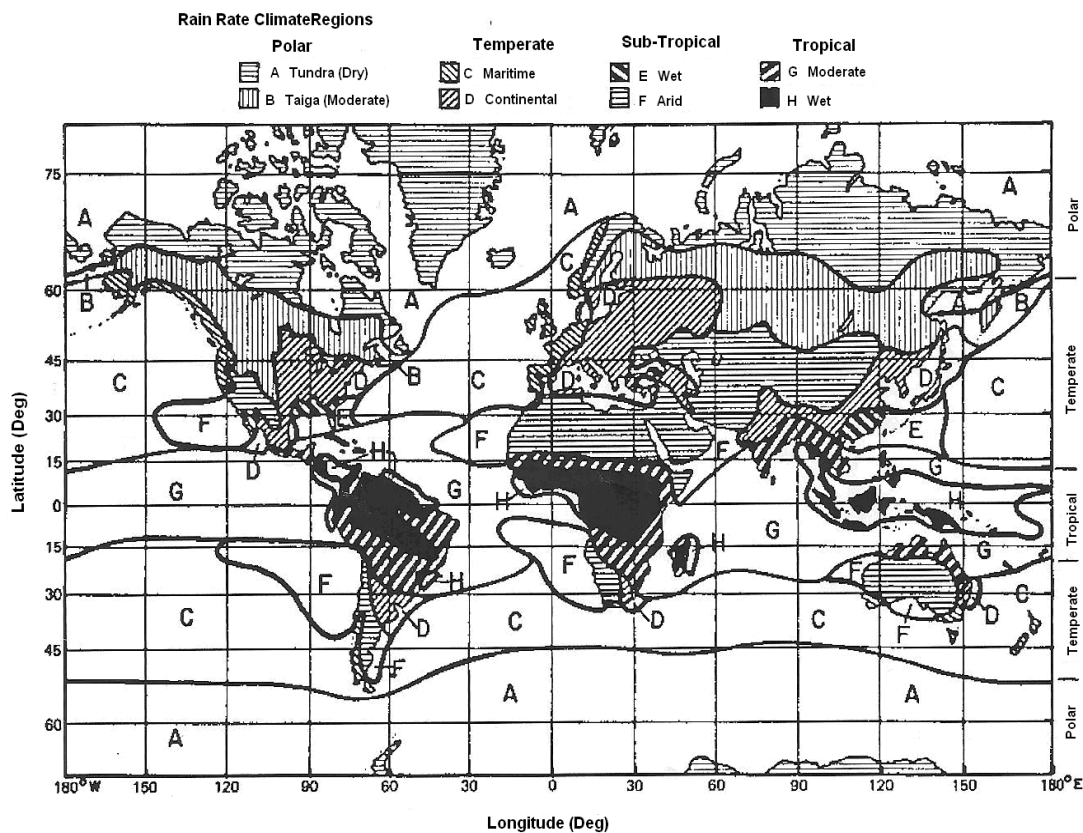 Rain Rate ClimateRegions
Polar Temperate Sub-Tropical Tropical
A Tundra (Dry) C Maritime E Wet G Moderate
B Taiga (Moderate) D Continental F Arid H Wet
75
A
A
A
Polar
C
60
B
D
A
A
B
45
C
D
B
C
D
D
C
Temperate
30
F
E
F
F
E
D
15
H
G
G
G
H
H
0
G
H
Tropical
15
H
G
F
H
F
F
30
C
D
C
D
C
F
D
C
Temperate
45
F
A
A
60
A
Polar
Latitude (Deg)
180°W 150 120 90 60 30 0 30 60 90 120 150 180°E
Longitude (Deg)